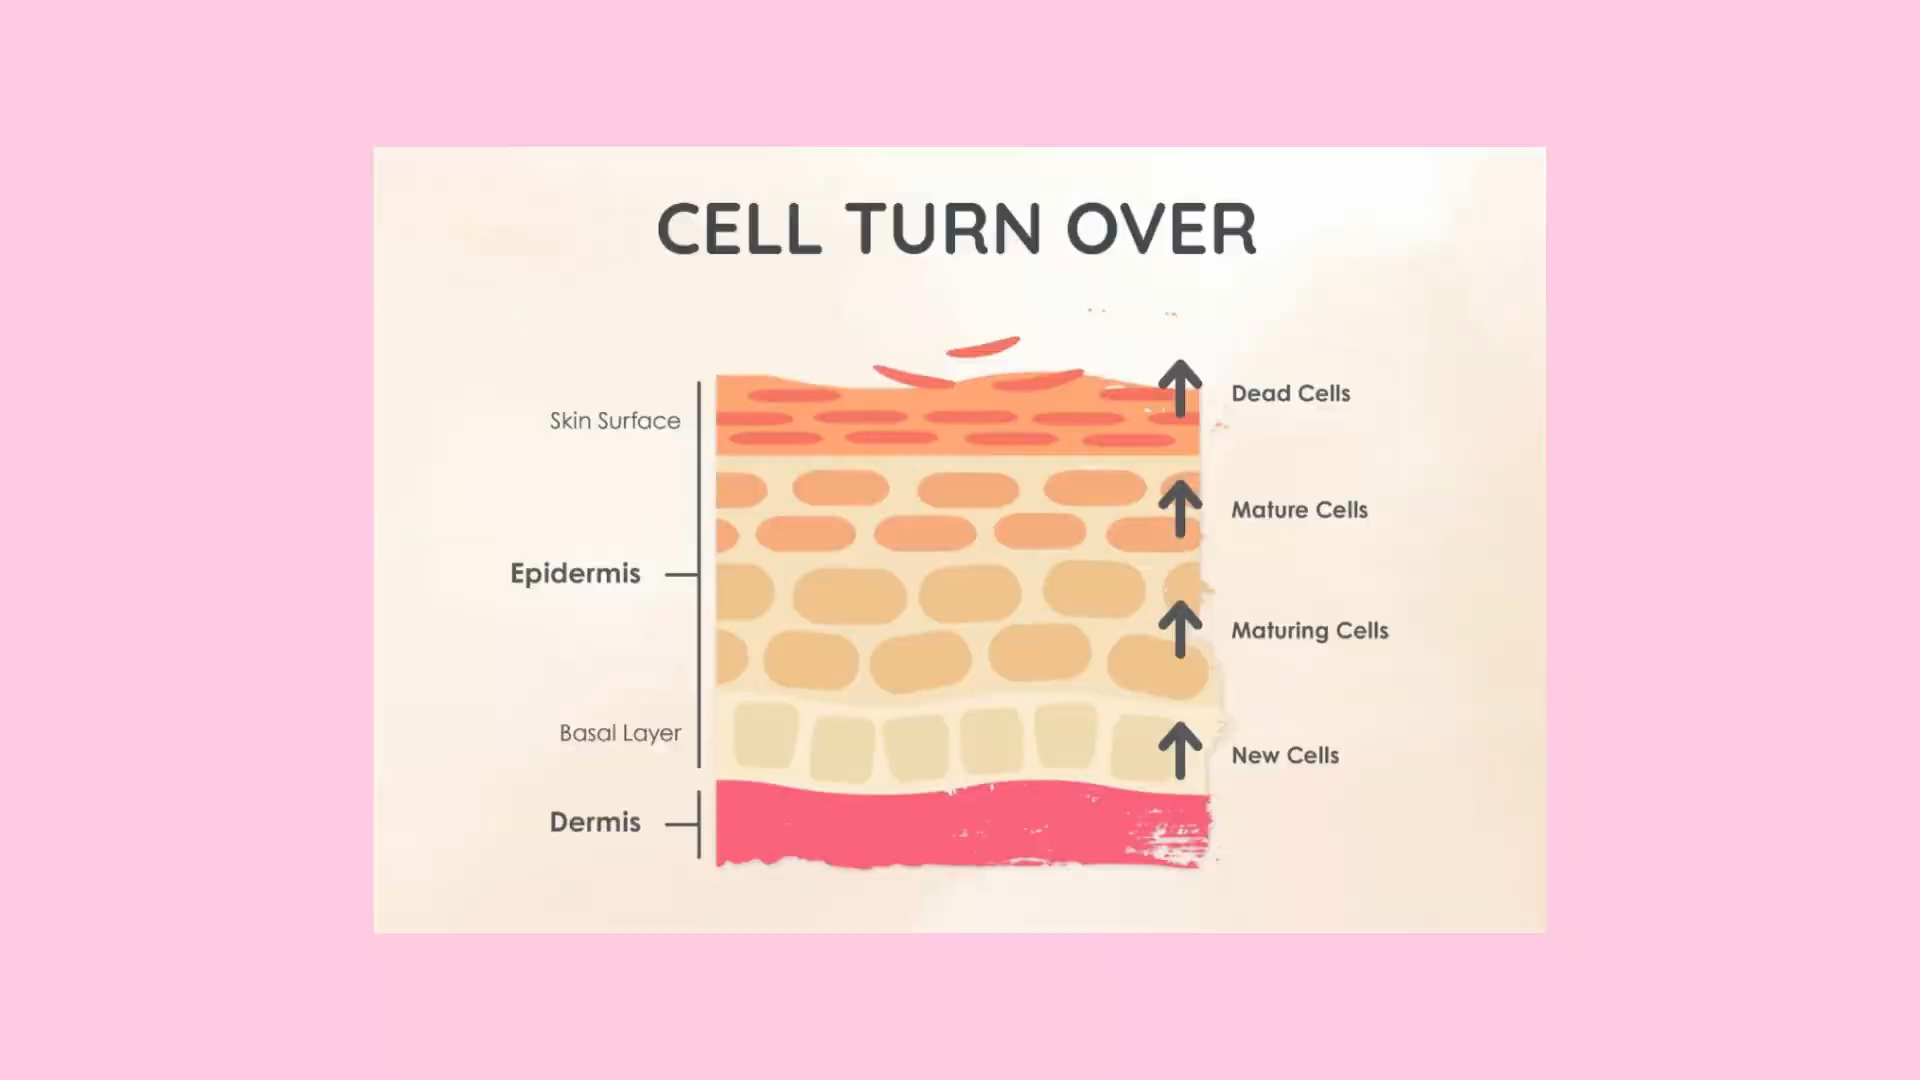 CELL TURN OVER
Skin Surface
Dead Cells
Mature Cells
Epidermis
Maturing Cells
Basal Layer
New Cells
Dermis